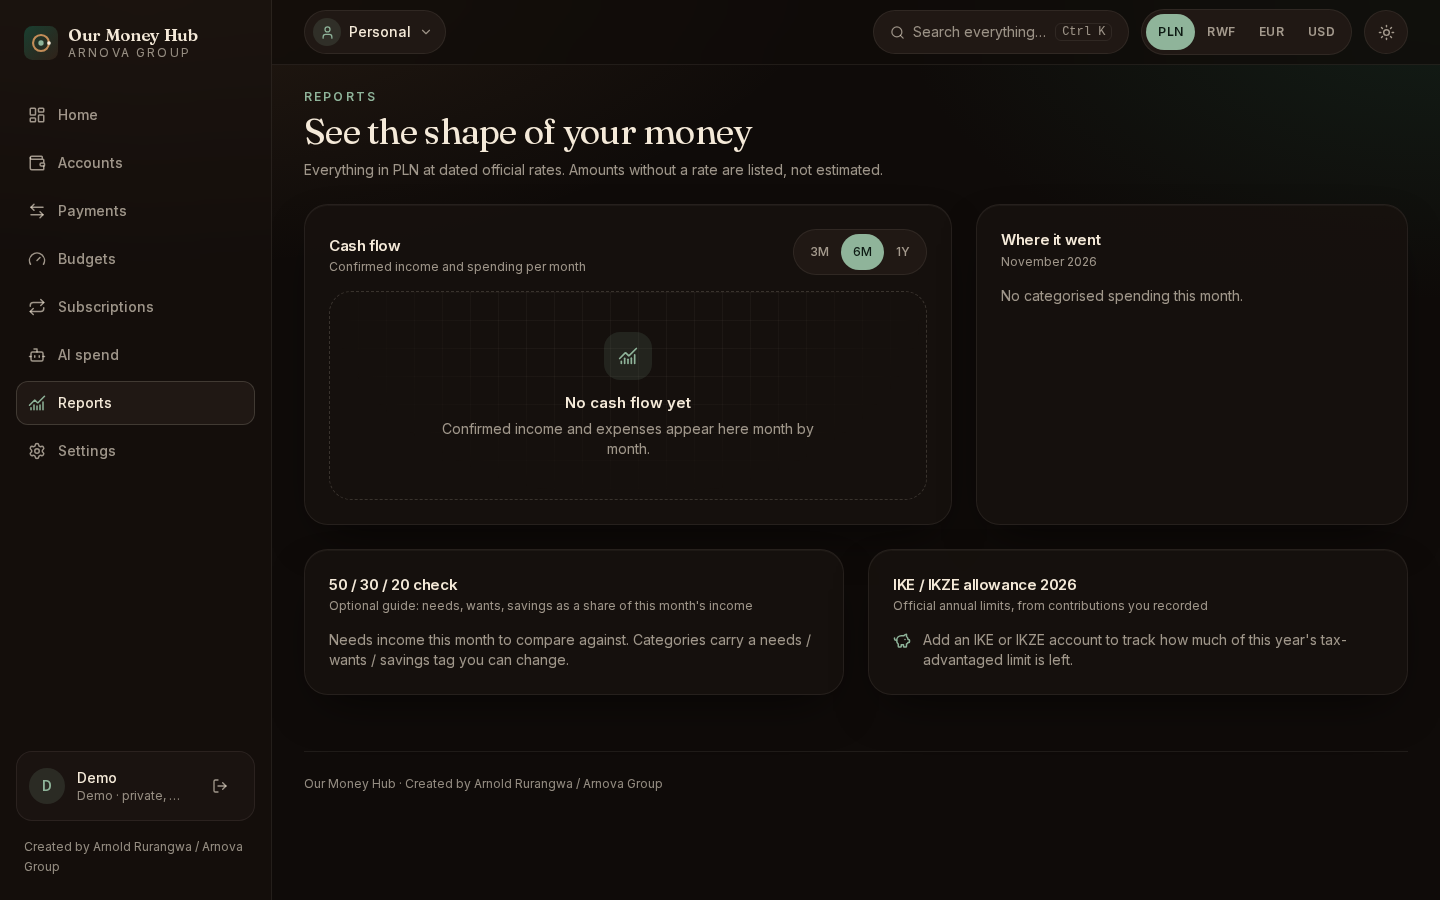 Our Money Hub
ARNOVA GROUP
Home
Accounts
Payments
Budgets
Subscriptions
AI spend
Reports
Settings
D
Demo
Demo · private, …
Created by Arnold Rurangwa / Arnova
Group
Personal
Search everything…
Ctrl K
PLN
RWF
EUR
USD
REPORTS
See the shape of your money
Everything in PLN at dated official rates. Amounts without a rate are listed, not estimated.
Cash flow
Confirmed income and spending per month
3M
6M
1Y
No cash flow yet
Confirmed income and expenses appear here month by
month.
Where it went
November 2026
No categorised spending this month.
50 / 30 / 20 check
Optional guide: needs, wants, savings as a share of this month's income
Needs income this month to compare against. Categories carry a needs /
wants / savings tag you can change.
IKE / IKZE allowance 2026
Official annual limits, from contributions you recorded
Add an IKE or IKZE account to track how much of this year's tax-
advantaged limit is left.
Our Money Hub · Created by Arnold Rurangwa / Arnova Group